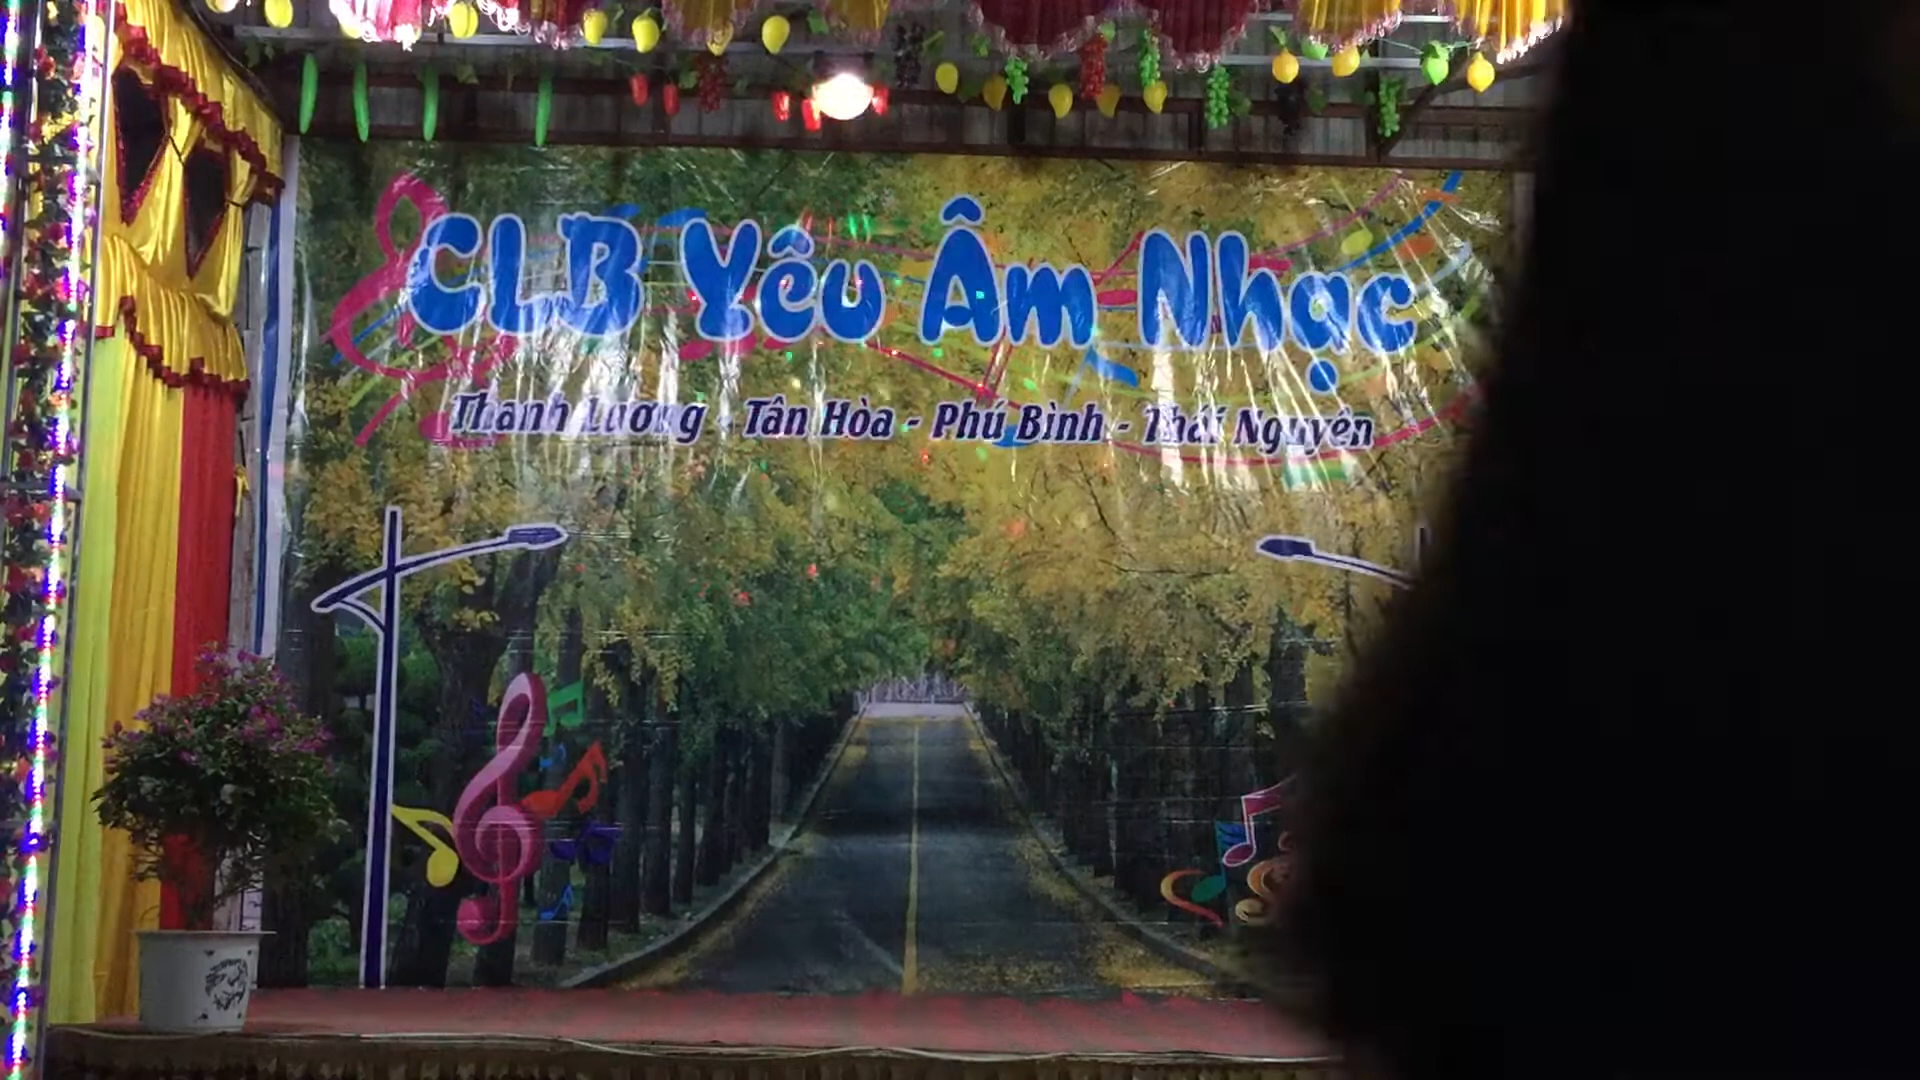 CLB Yêu Âm Nhạc
Thanh Lương - Tân Hòa - Phú Bình - Thái Nguyên